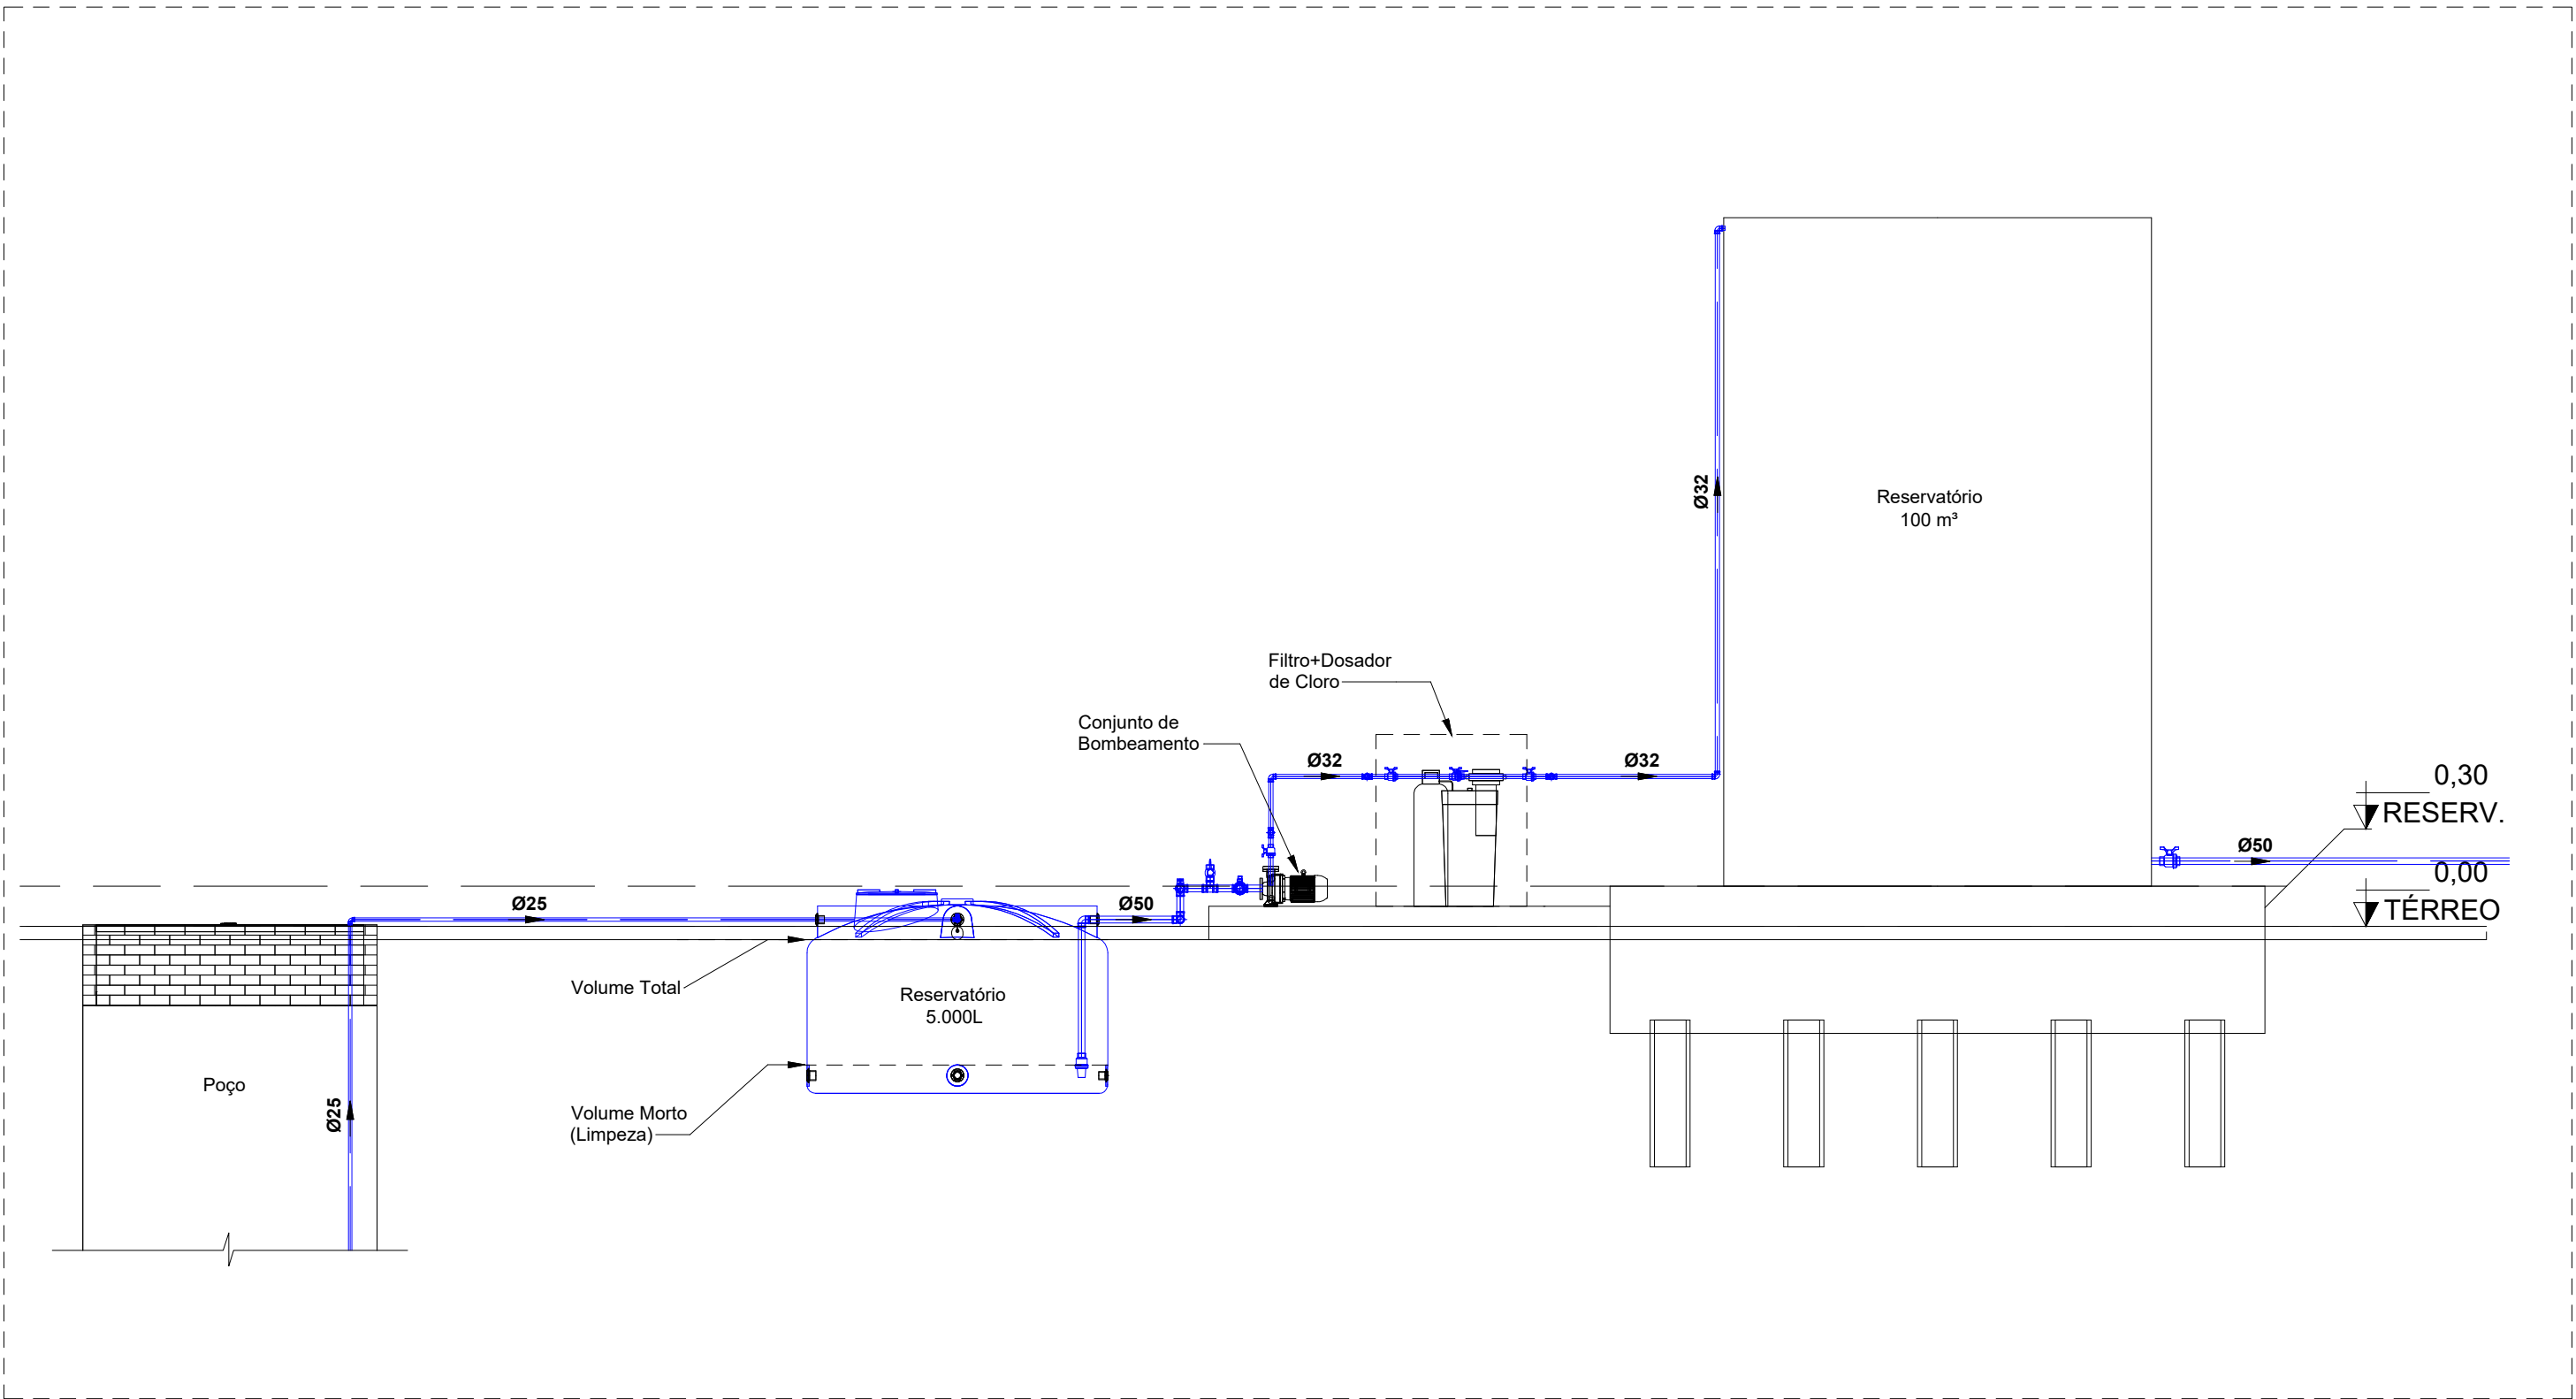 Reservatório
100 m³
Ø32
Filtro+Dosador
de Cloro
Conjunto de
Bombeamento
Ø32
Ø32
0,30
RESERV.
Ø50
0,00
TÉRREO
Ø25
Ø50
Volume Total
Reservatório
5.000L
Poço
Ø25
Volume Morto
(Limpeza)